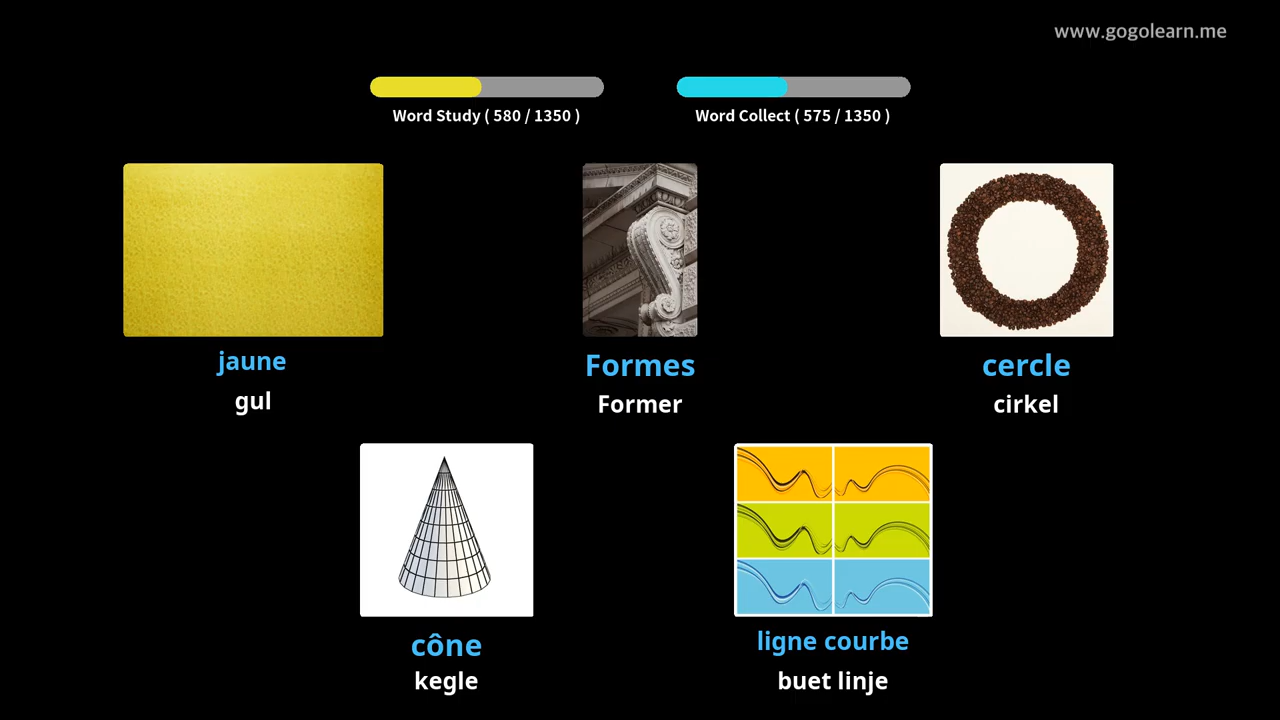 www.gogolearn.me
Word Study ( 580 / 1350 )
Word Collect ( 575 / 1350 )
jaune
gul
Formes
Former
cercle
cirkel
cône
kegle
ligne courbe
buet linje